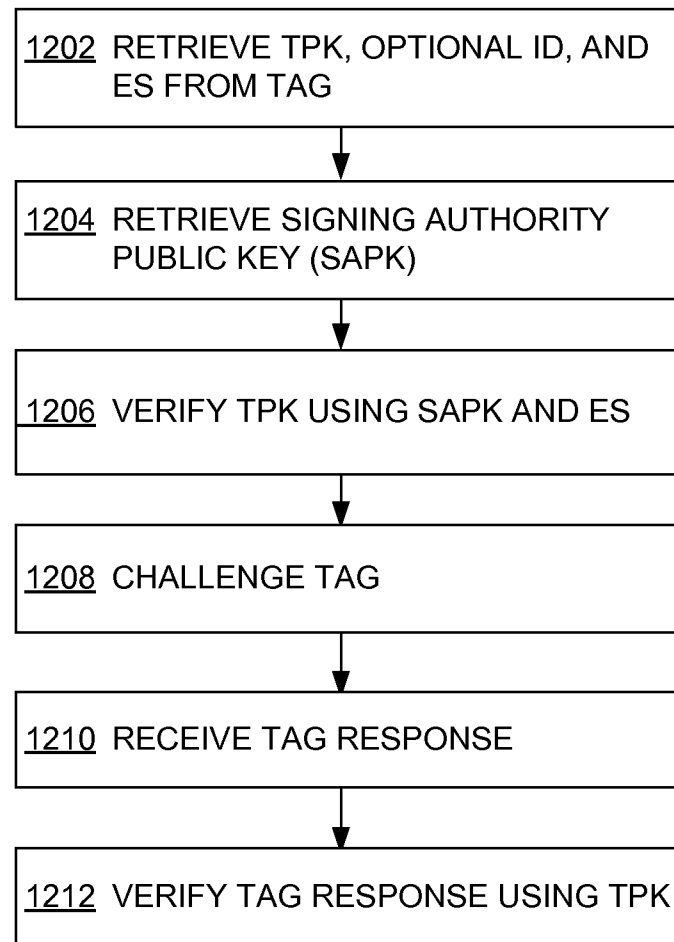 1202 RETRIEVE TPK, OPTIONAL ID, AND
ES FROM TAG
1204 RETRIEVE SIGNING AUTHORITY
PUBLIC KEY (SAPK)
1206 VERIFY TPK USING SAPK AND ES
1208 CHALLENGE TAG
1210 RECEIVE TAG RESPONSE
1212 VERIFY TAG RESPONSE USING TPK